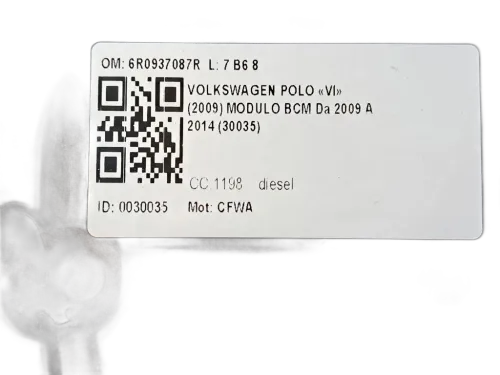 OM: 6R0937087R L: 7 B6 8
VOLKSWAGEN POLO «VI»
(2009) MODULO BCM Da 2009 A
2014 (30035)
CC 1198 diesel
ID: 0030035 Mot: CFWA